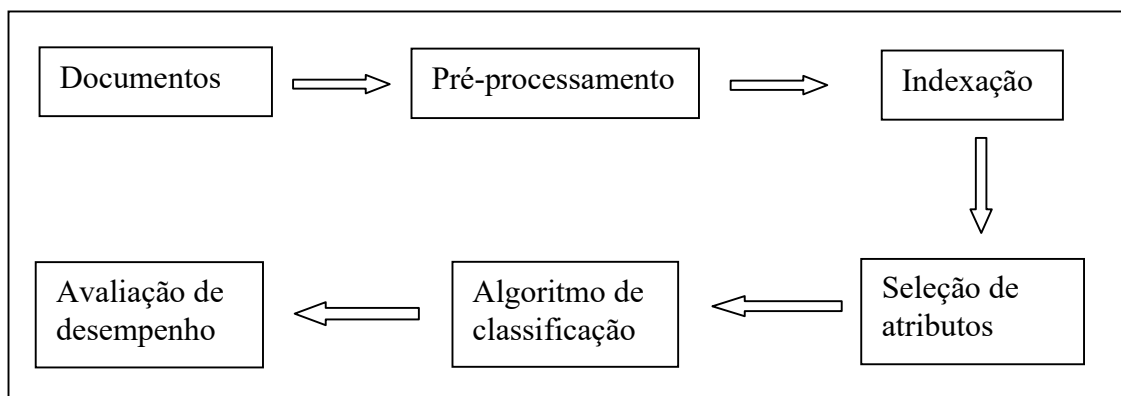 Documentos
Pré-processamento
Indexação
Seleção de
atributos
Algoritmo de
classificação
Avaliação de
desempenho